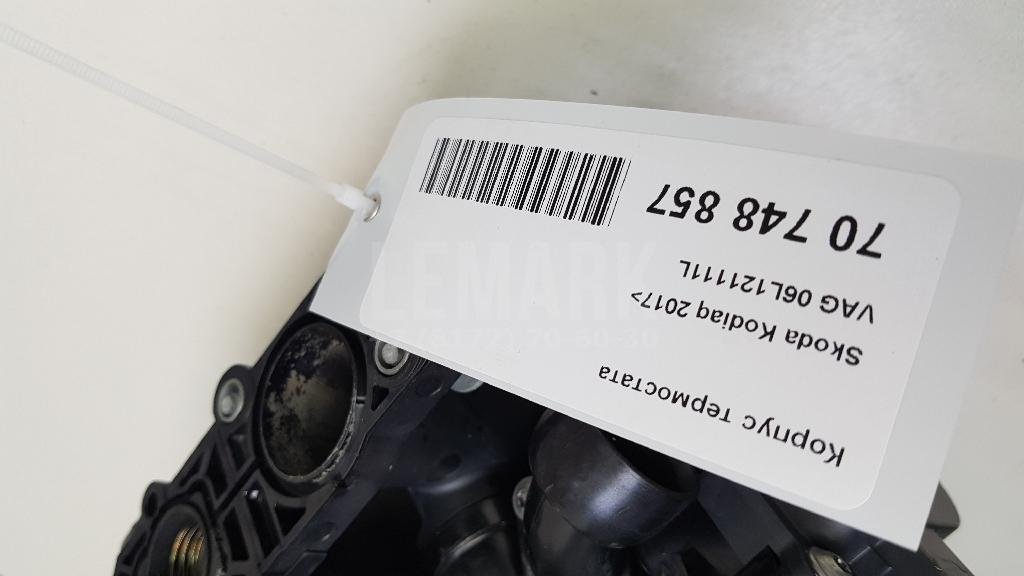 Корпус термостата
Skoda Kodiaq 2017>
VAG 06L121111L
70 748 857
LEMARK